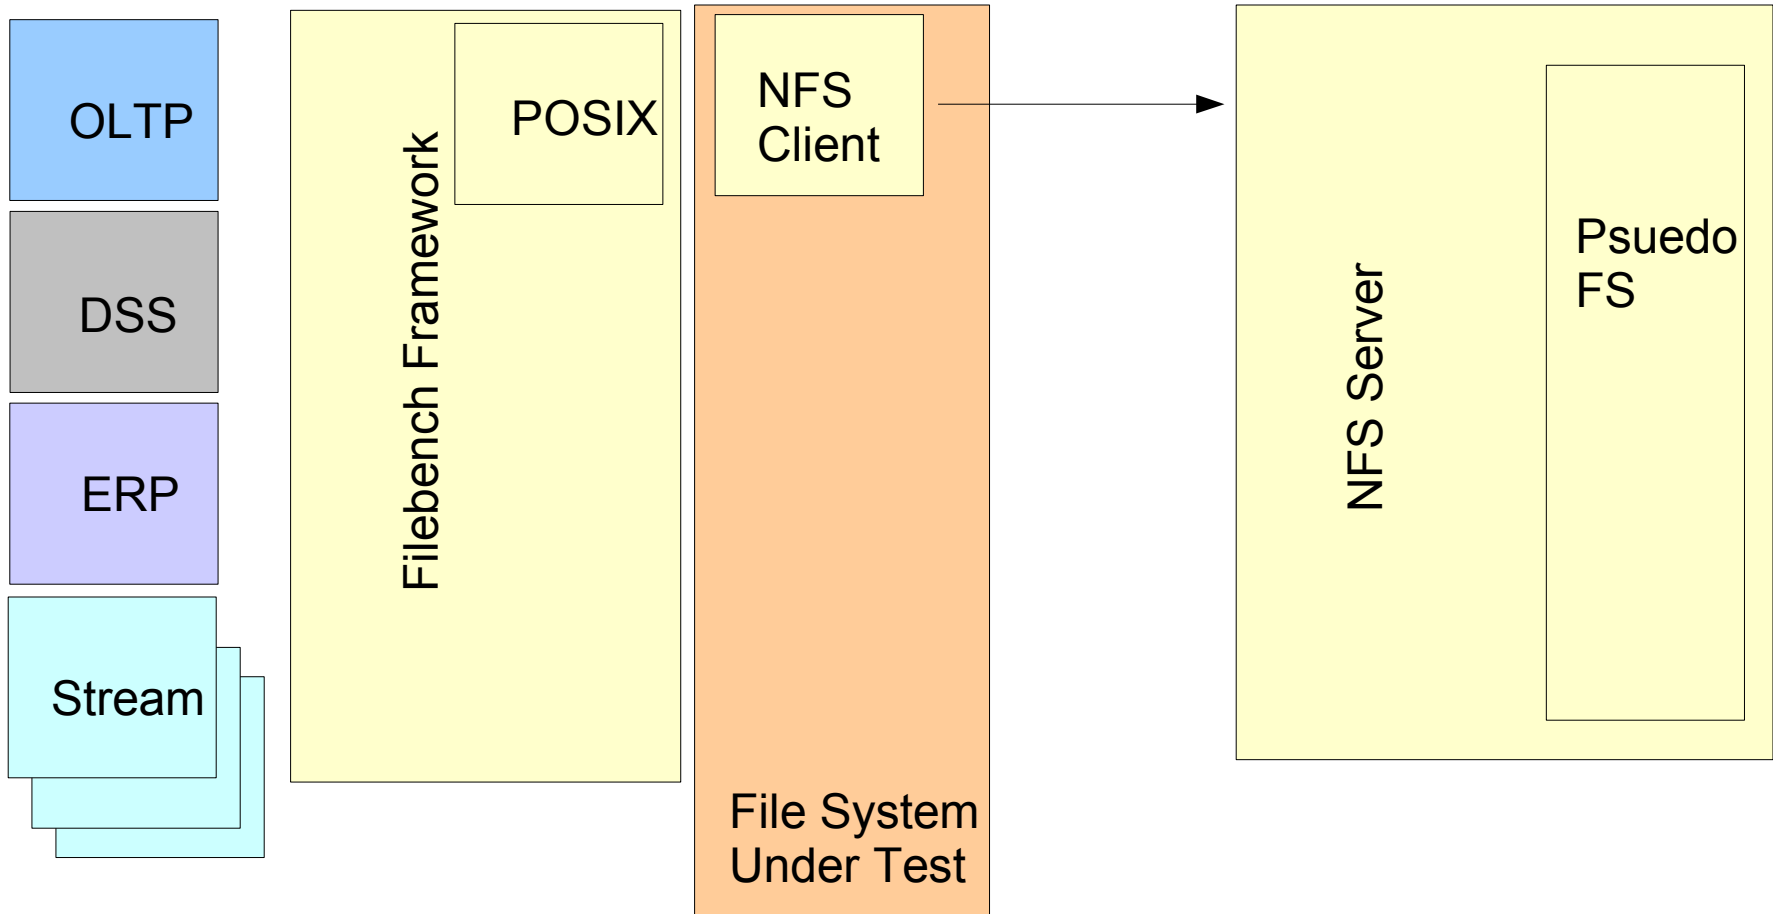 OLTP
DSS
ERP
Stream
Filebench Framework
POSIX
NFS
Client
File System
Under Test
NFS Server
Psuedo
FS